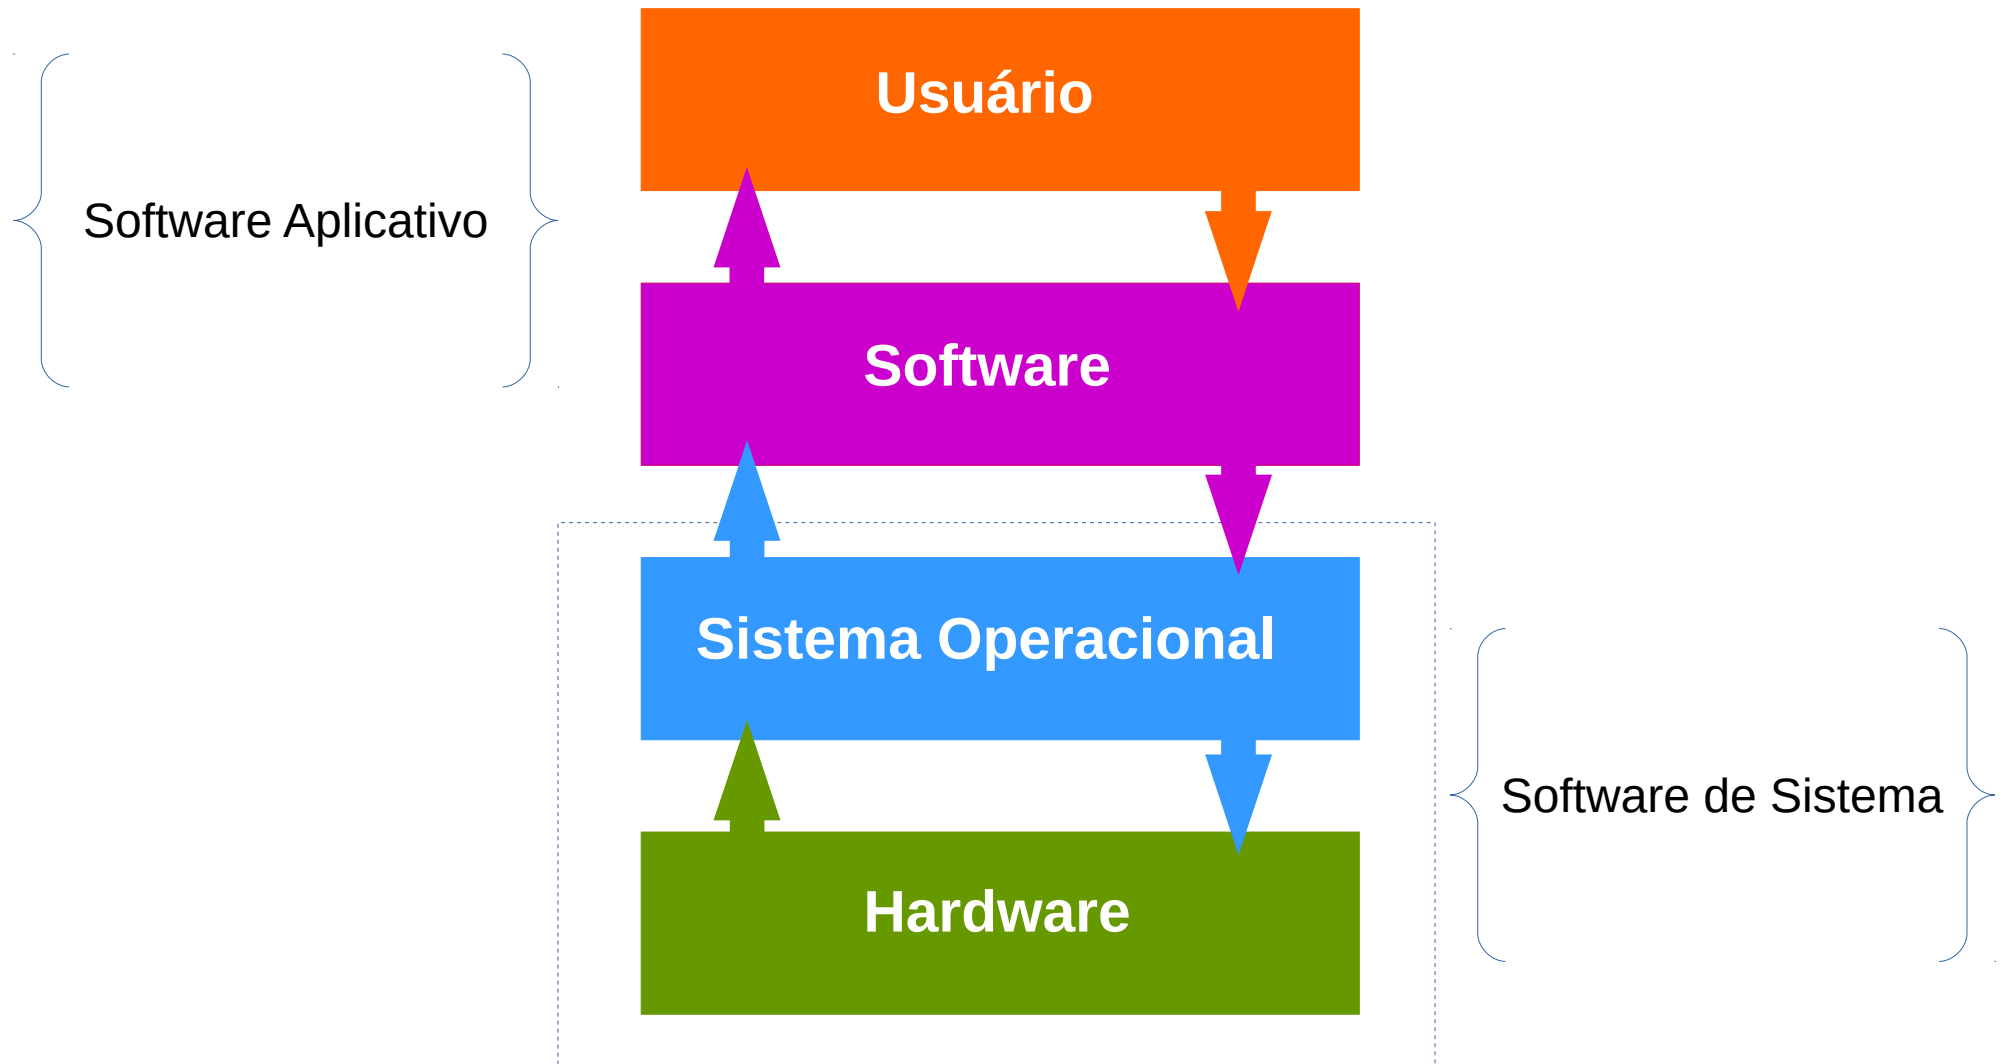 Usuário
Software Aplicativo
Software
Sistema Operacional
Software de Sistema
Hardware